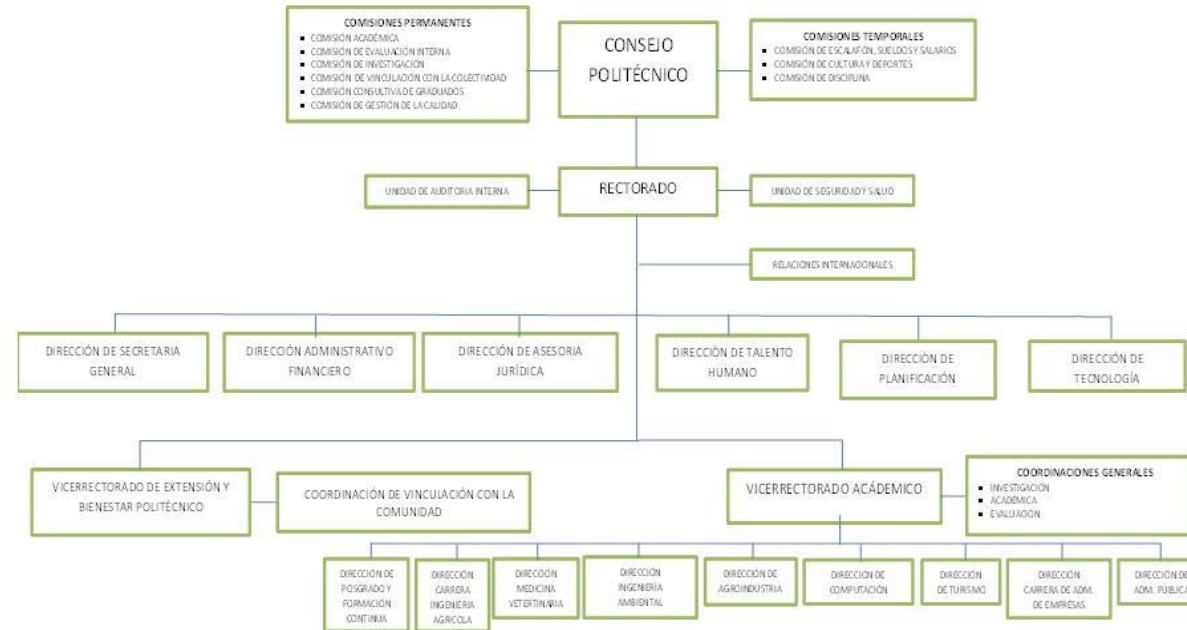 COMISIONES PERMANENTES
▪ COMISIÓN ACADÉMICA
▪ COMISIÓN DE EVALUACIÓN INTERNA
▪ COMISIÓN DE INVESTIGACIÓN
▪ COMISIÓN DE VINCULACIÓN CON LA COLECTIVIDAD
▪ COMISIÓN CONSULTIVA DE GRADUADOS
▪ COMISIÓN DE GESTIÓN DE LA CALIDAD
CONSEJO
POLITÉCNICO
COMISIONES TEMPORALES
▪ COMISIÓN DE ESCALAFÓN, SUELDOS Y SALARIOS
▪ COMISIÓN DE CULTURA Y DEPORTES
▪ COMISIÓN DE DISCIPLINA
UNIDAD DE AUDITORIA INTERNA
RECTORADO
UNIDAD DE SEGURIDAD Y SALUD
RELACIONES INTERNACIONALES
DIRECCIÓN DE SECRETARIA
GENERAL
DIRECCIÓN ADMINISTRATIVO
FINANCIERO
DIRECCIÓN DE ASESORIA
JURÍDICA
DIRECCIÓN DE TALENTO
HUMANO
DIRECCIÓN DE
PLANIFICACIÓN
DIRECCIÓN DE
TECNOLOGÍA
VICERRECTORADO DE EXTENSIÓN Y
BIENESTAR POLITÉCNICO
COORDINACIÓN DE VINCULACIÓN CON LA
COMUNIDAD
VICERRECTORADO ACÁDEMICO
COORDINACIONES GENERALES
▪ INVESTIGACIÓN
▪ ACADÉMICA
▪ EVALUACIÓN
DIRECCIÓN DE
POSGRADO Y
FORMACIÓN
CONTINUA
DIRECCIÓN
CARRERA
INGENIERÍA
AGRÍCOLA
DIRECCIÓN
MEDICINA
VETERTINARIA
DIRECCIÓN
INGENIERÍA
AMBIENTAL
DIRECCIÓN DE
AGROINDUSTRIA
DIRECCIÓN DE
COMPUTACIÓN
DIRECCIÓN
DE TURISMO
DIRECCIÓN
CARRERA DE ADM.
DE EMPRESAS
DIRECCIÓN DE
ADM. PÚBLICA